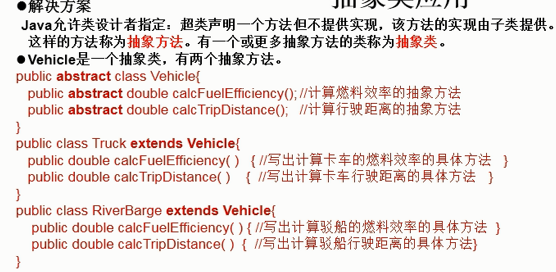 抽象类应用
●解决方案
Java允许类设计者指定：超类声明一个方法但不提供实现，该方法的实现由子类提供。
这样的方法称为抽象方法。有一个或更多抽象方法的类称为抽象类。
●Vehicle是一个抽象类，有两个抽象方法。
public abstract class Vehicle{
public abstract double calcFuelEfficiency(); //计算燃料效率的抽象方法
public abstract double calcTripDistance(); //计算行驶距离的抽象方法
}
public class Truck extends Vehicle{
public double calcFuelEfficiency( ) { //写出计算卡车的燃料效率的具体方法 }
public double calcTripDistance( ) { //写出计算卡车行驶距离的具体方法 }
}
public class RiverBarge extends Vehicle{
public double calcFuelEfficiency( ) { //写出计算驳船的燃料效率的具体方法 }
public double calcTripDistance( ) { //写出计算驳船行驶距离的具体方法}
}